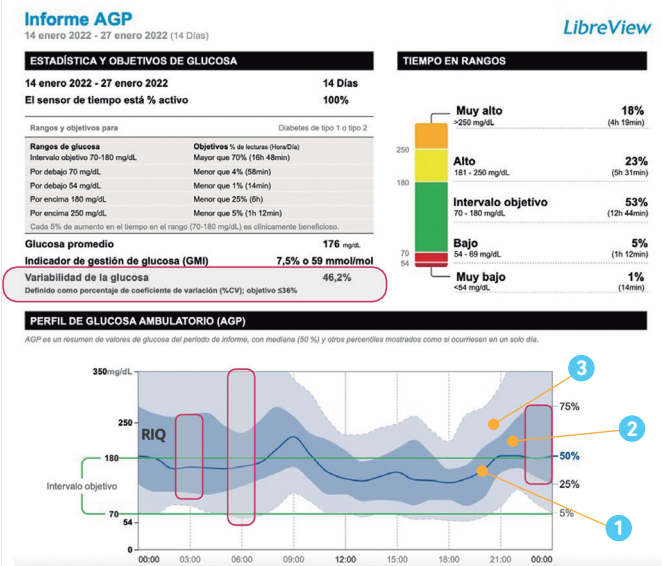 Informe AGP
14 enero 2022 - 27 enero 2022 (14 Días)
LibreView
ESTADÍSTICA Y OBJETIVOS DE GLUCOSA
14 enero 2022 - 27 enero 2022 14 Días
El sensor de tiempo está % activo 100%
Rangos y objetivos para Diabetes de tipo 1 o tipo 2
Rangos de glucosa Objetivos % de lecturas (Hora/Día)
Intervalo objetivo 70-180 mg/dL Mayor que 70% (16h 48min)
Por debajo 70 mg/dL Menor que 4% (58min)
Por debajo 54 mg/dL Menor que 1% (14min)
Por encima 180 mg/dL Menor que 25% (6h)
Por encima 250 mg/dL Menor que 5% (1h 12min)
Cada 5% de aumento en el tiempo en el rango (70-180 mg/dL) es clínicamente beneficioso.
Glucosa promedio 176 mg/dL
Indicador de gestión de glucosa (GMI) 7,5% o 59 mmol/mol
Variabilidad de la glucosa 46,2%
Definido como porcentaje de coeficiente de variación (%CV); objetivo ≤36%
TIEMPO EN RANGOS
Muy alto 18%
>250 mg/dL (4h 19min)
250
Alto 23%
181 - 250 mg/dL (5h 31min)
180
Intervalo objetivo 53%
70 - 180 mg/dL (12h 44min)
70
Bajo 5%
54 - 69 mg/dL (1h 12min)
54
Muy bajo 1%
<54 mg/dL (14min)
PERFIL DE GLUCOSA AMBULATORIO (AGP)
AGP es un resumen de valores de glucosa del período de informe, con mediana (50 %) y otros percentiles mostrados como si ocurriesen en un solo día.
350mg/dL
3
75%
250
2
RIQ
180
50%
Intervalo objetivo
25%
70
5%
54
1
0
00:00 03:00 06:00 09:00 12:00 15:00 18:00 21:00 00:00